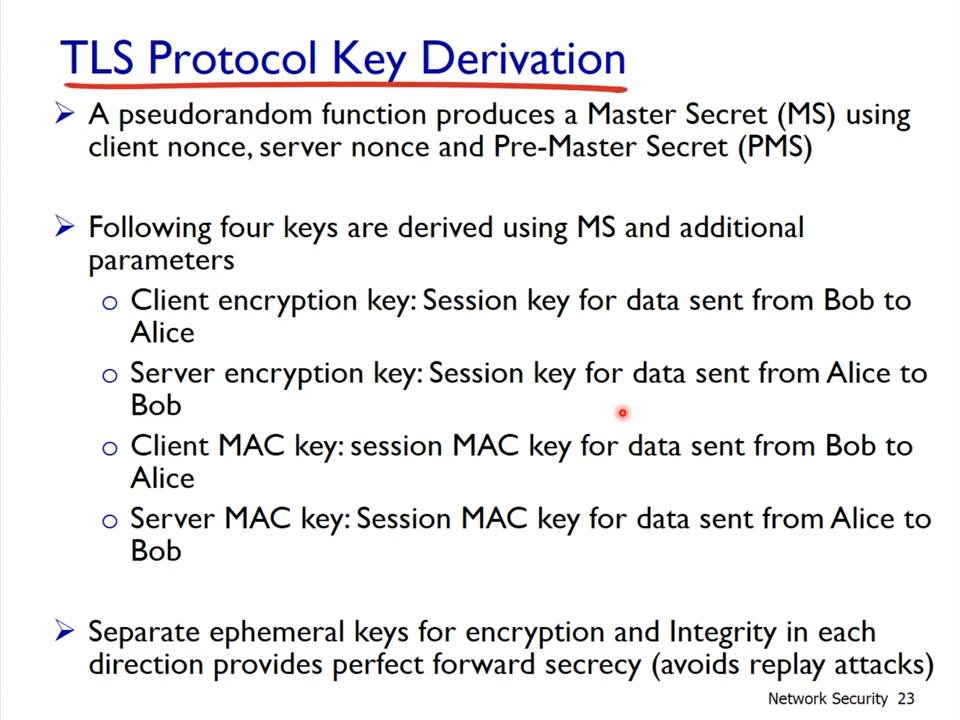 TLS Protocol Key Derivation
➢ A pseudorandom function produces a Master Secret (MS) using
client nonce, server nonce and Pre-Master Secret (PMS)
➢ Following four keys are derived using MS and additional
parameters
o Client encryption key: Session key for data sent from Bob to
Alice
o Server encryption key: Session key for data sent from Alice to
Bob
o Client MAC key: session MAC key for data sent from Bob to
Alice
o Server MAC key: Session MAC key for data sent from Alice to
Bob
➢ Separate ephemeral keys for encryption and Integrity in each
direction provides perfect forward secrecy (avoids replay attacks)
Network Security 23